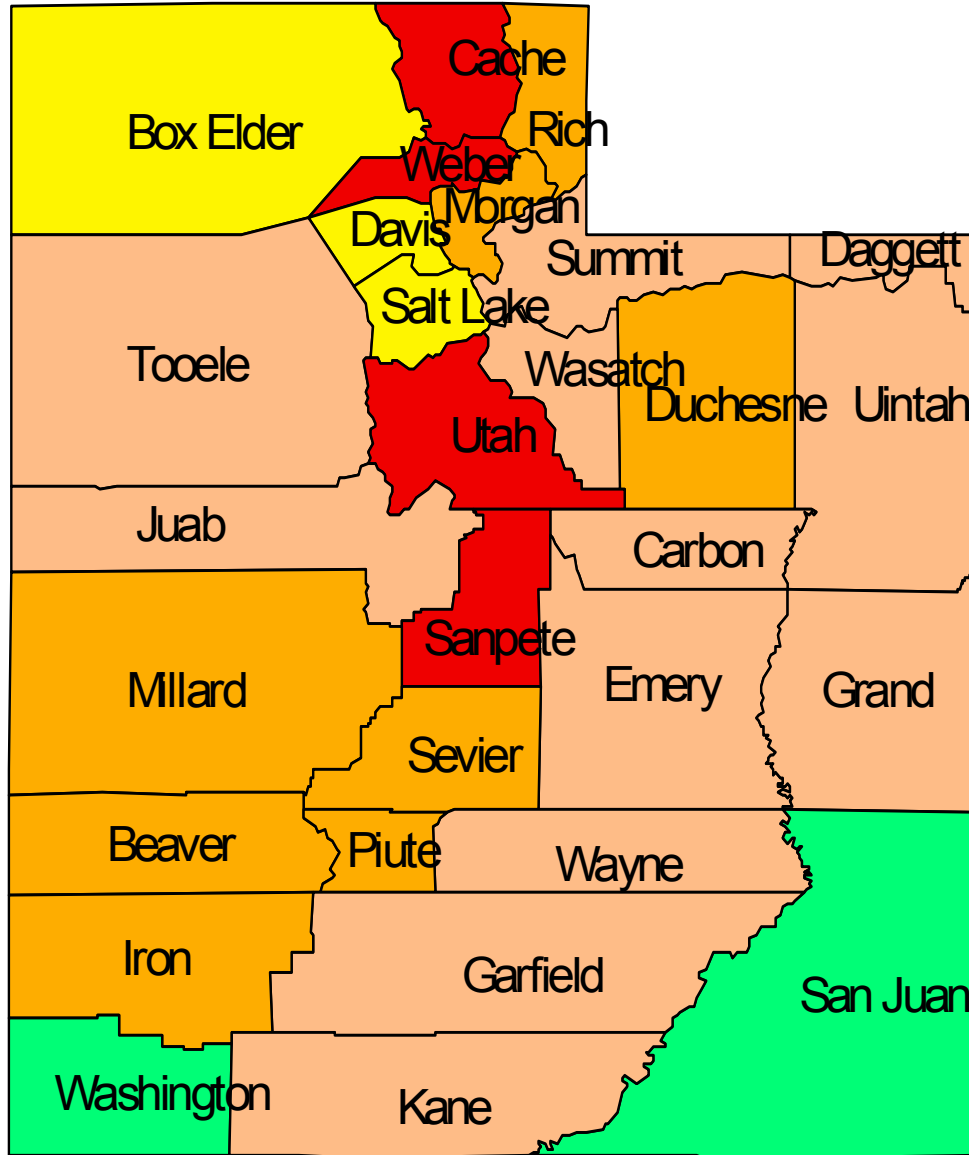 Cache
Box Elder
Rich
Weber
Morgan
Davis
Summit
Daggett
Salt Lake
Tooele
Wasatch
Duchesne
Uintah
Utah
Juab
Carbon
Sanpete
Millard
Emery
Grand
Sevier
Beaver
Piute
Wayne
Iron
Garfield
San Juan
Washington
Kane